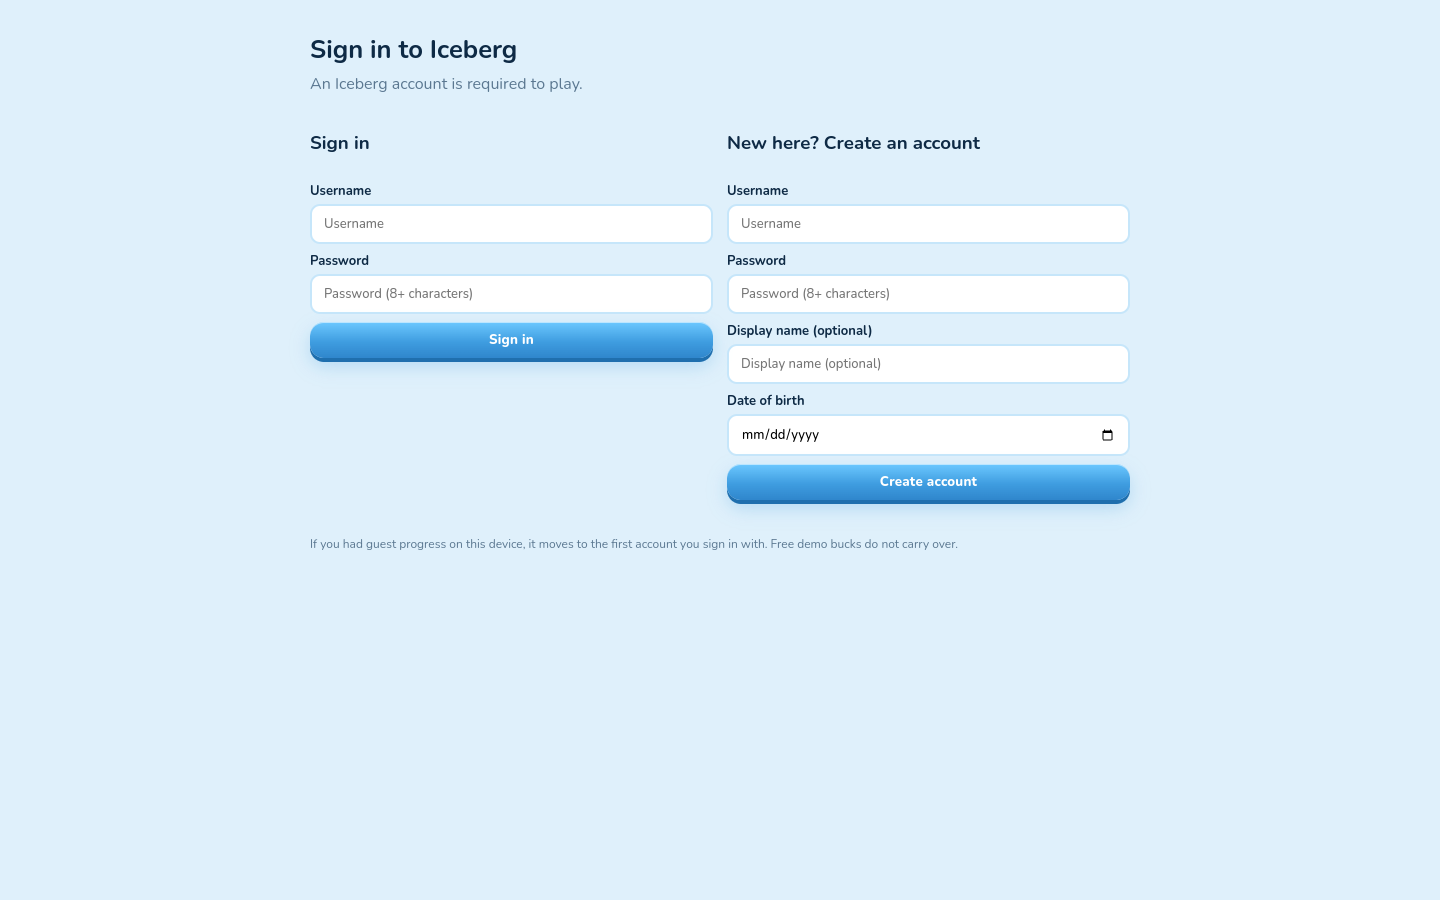 Sign in to Iceberg
An Iceberg account is required to play.
Sign in
Username
Username
Password
Password (8+ characters)
Sign in
New here? Create an account
Username
Username
Password
Password (8+ characters)
Display name (optional)
Display name (optional)
Date of birth
mm/dd/yyyy
Create account
If you had guest progress on this device, it moves to the first account you sign in with. Free demo bucks do not carry over.